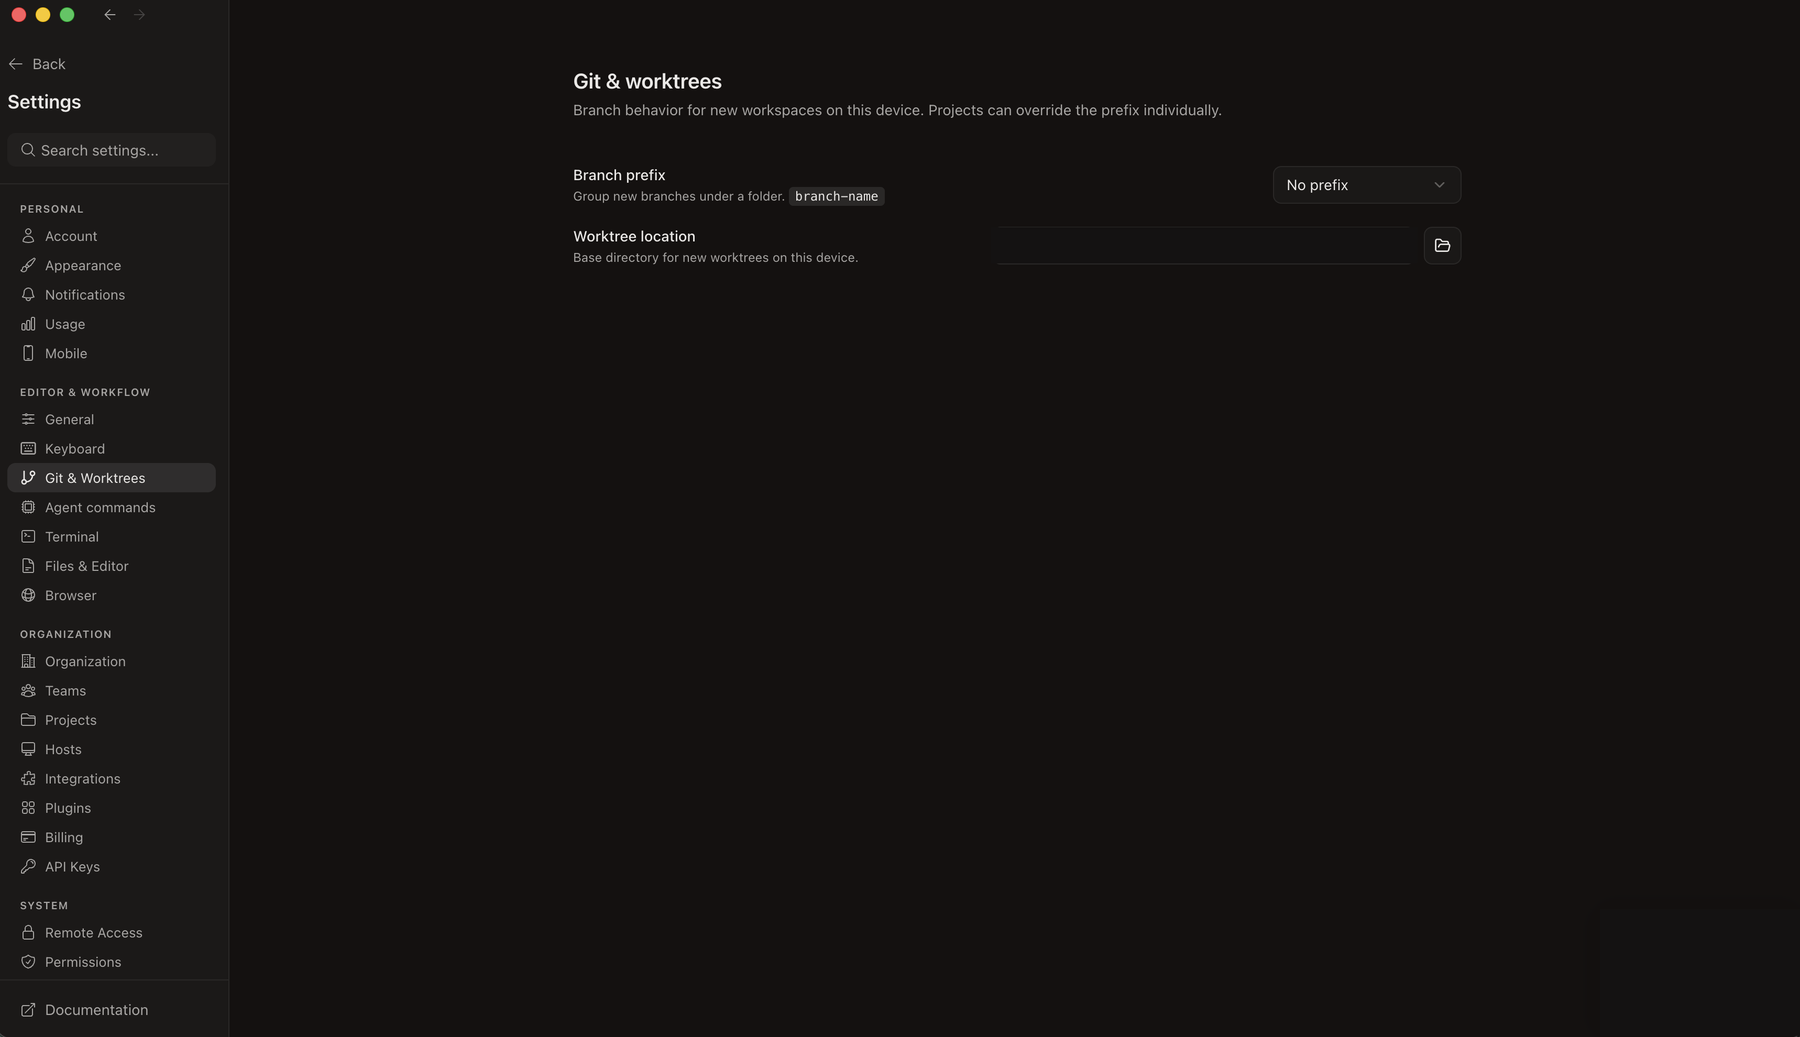 Back
Settings
Search settings...
PERSONAL
Account
Appearance
Notifications
Usage
Mobile
EDITOR & WORKFLOW
General
Keyboard
Git & Worktrees
Agent commands
Terminal
Files & Editor
Browser
ORGANIZATION
Organization
Teams
Projects
Hosts
Integrations
Plugins
Billing
API Keys
SYSTEM
Remote Access
Permissions
Documentation
Git & worktrees
Branch behavior for new workspaces on this device. Projects can override the prefix individually.
Branch prefix
Group new branches under a folder. branch-name
No prefix
Worktree location
Base directory for new worktrees on this device.